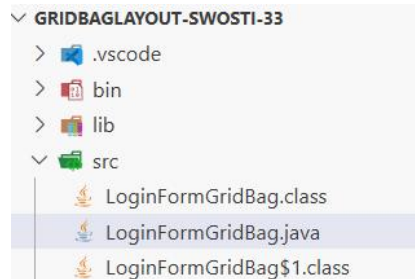 GRIDBAGLAYOUT-SWOSTI-33
.vscode
bin
lib
src
LoginFormGridBag.class
LoginFormGridBag.java
LoginFormGridBag$1.class